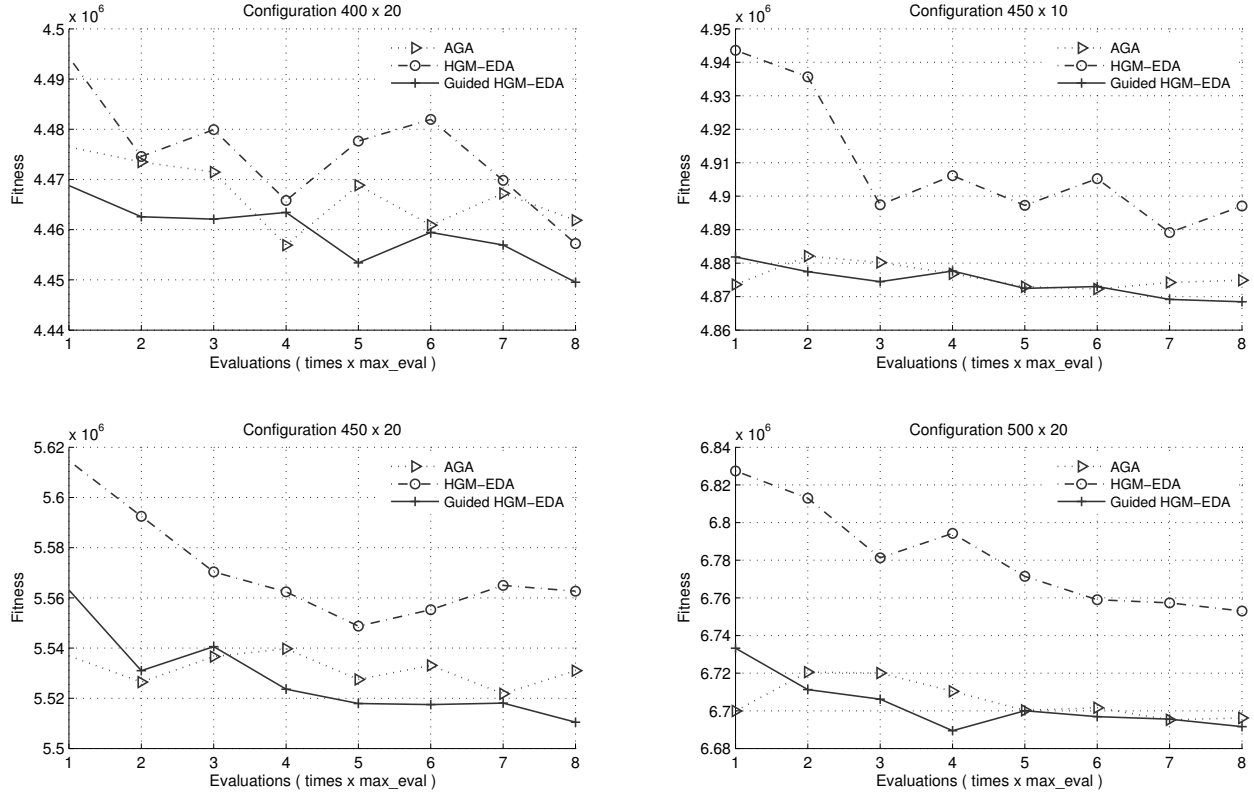 Configuration 400 x 20
x 10^6
4.5
4.49
4.48
4.47
4.46
4.45
4.44
Fitness
1 2 3 4 5 6 7 8
Evaluations ( times x max_eval )
AGA
HGM−EDA
Guided HGM−EDA
Configuration 450 x 10
x 10^6
4.95
4.94
4.93
4.92
4.91
4.9
4.89
4.88
4.87
4.86
Fitness
1 2 3 4 5 6 7 8
Evaluations ( times x max_eval )
AGA
HGM−EDA
Guided HGM−EDA
Configuration 450 x 20
x 10^6
5.62
5.6
5.58
5.56
5.54
5.52
5.5
Fitness
1 2 3 4 5 6 7 8
Evaluations ( times x max_eval )
AGA
HGM−EDA
Guided HGM−EDA
Configuration 500 x 20
x 10^6
6.84
6.82
6.8
6.78
6.76
6.74
6.72
6.7
6.68
Fitness
1 2 3 4 5 6 7 8
Evaluations ( times x max_eval )
AGA
HGM−EDA
Guided HGM−EDA